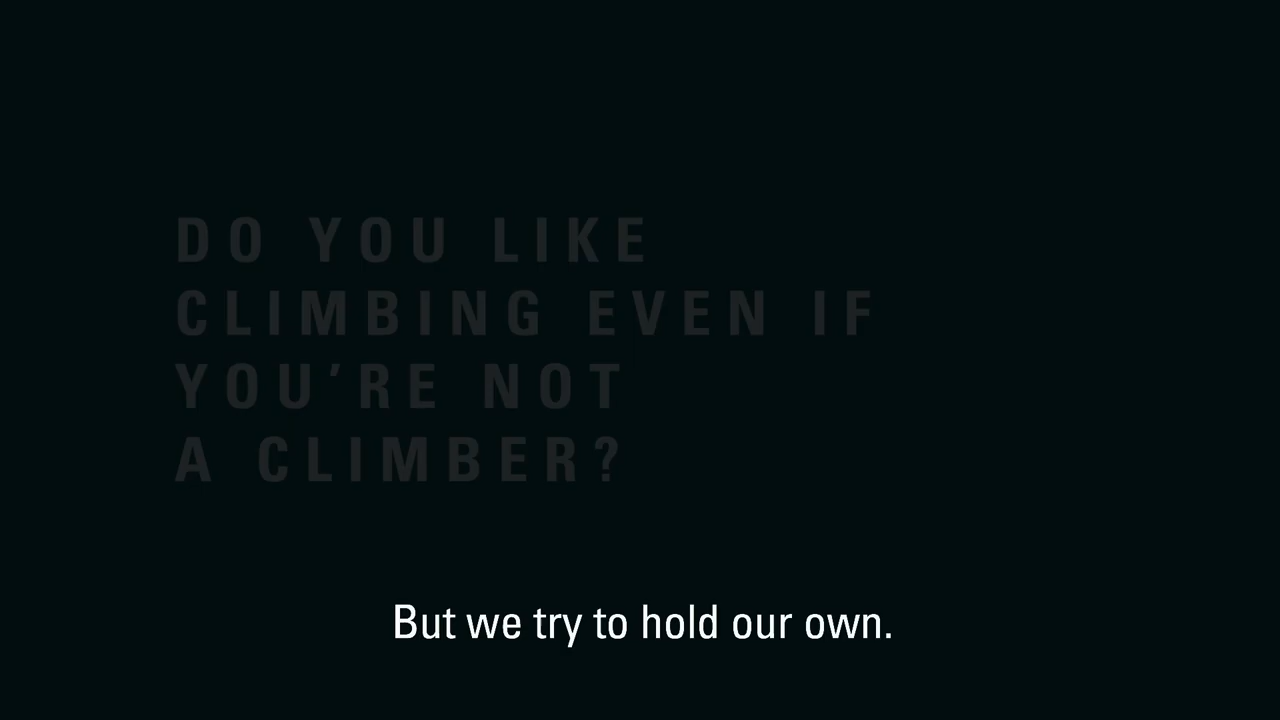 DO YOU LIKE
CLIMBING EVEN IF
YOU’RE NOT
A CLIMBER?
But we try to hold our own.